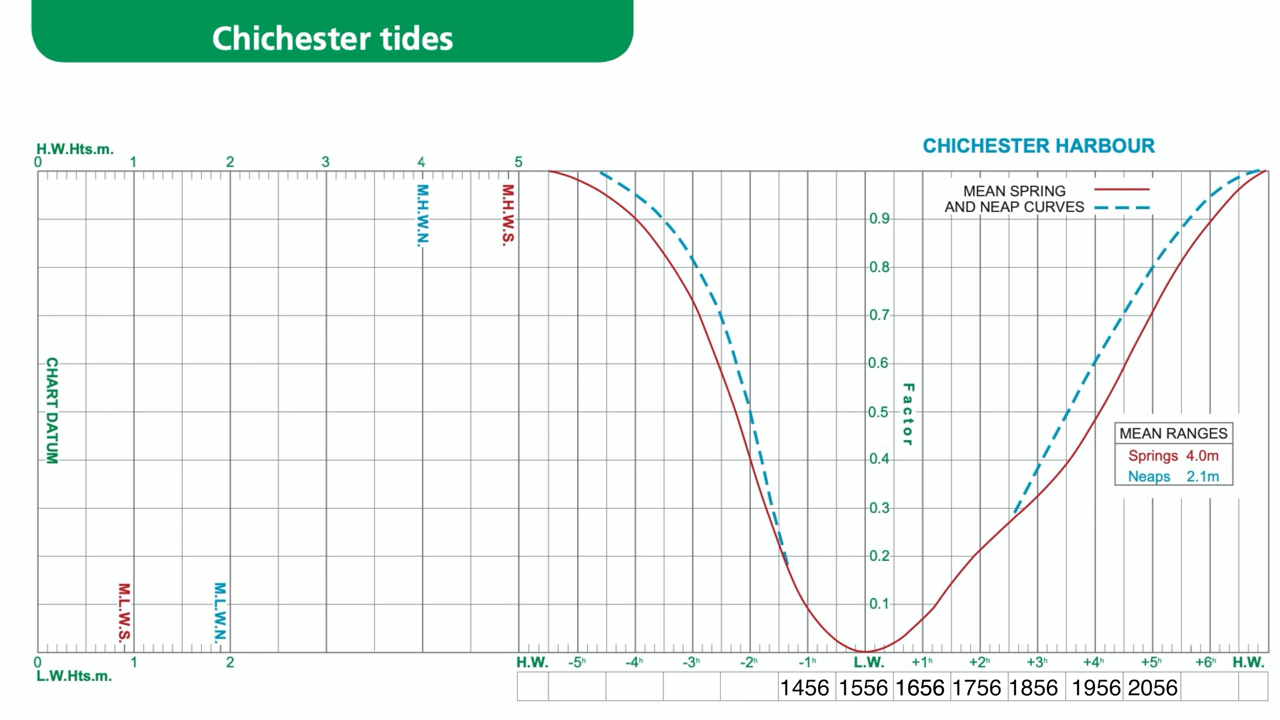 Chichester tides
H.W.Hts.m.
0 1 2 3 4 5
CHICHESTER HARBOUR
M.H.W.N.
M.H.W.S.
MEAN SPRING
AND NEAP CURVES
0.9
0.8
0.7
0.6
0.5
0.4
0.3
0.2
0.1
Factor
CHART DATUM
MEAN RANGES
Springs 4.0m
Neaps 2.1m
M.L.W.S.
M.L.W.N.
0 1 2
L.W.Hts.m.
H.W. -5h -4h -3h -2h -1h L.W. +1h +2h +3h +4h +5h +6h H.W.
1456 1556 1656 1756 1856 1956 2056